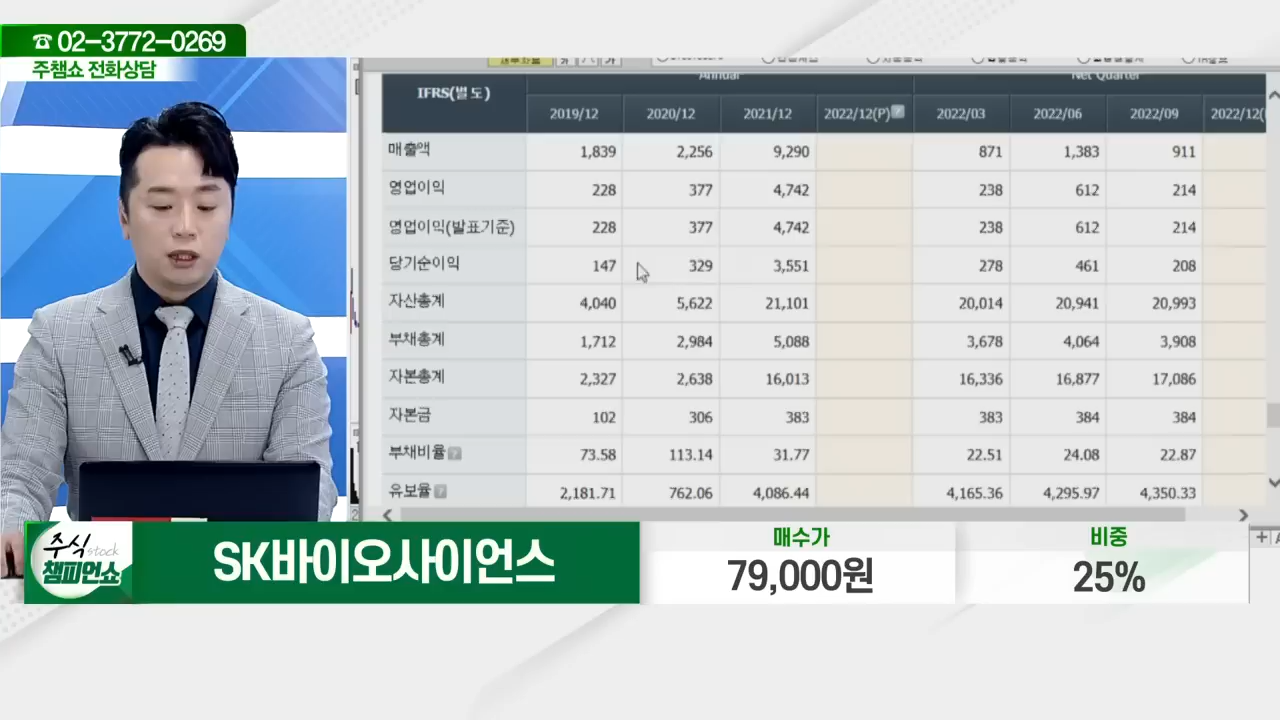 ☎ 02-3772-0269
주챔쇼 전화상담
Annual
Net Quarter
IFRS(별도)
2019/12 2020/12 2021/12 2022/12(P) 2022/03 2022/06 2022/09 2022/12(
매출액 1,839 2,256 9,290 871 1,383 911
영업이익 228 377 4,742 238 612 214
영업이익(발표기준) 228 377 4,742 238 612 214
당기순이익 147 329 3,551 278 461 208
자산총계 4,040 5,622 21,101 20,014 20,941 20,993
부채총계 1,712 2,984 5,088 3,678 4,064 3,908
자본총계 2,327 2,638 16,013 16,336 16,877 17,086
자본금 102 306 383 383 384 384
부채비율 73.58 113.14 31.77 22.51 24.08 22.87
유보율 2,181.71 762.06 4,086.44 4,165.36 4,295.97 4,350.33
주식 stock
챔피언쇼
SK바이오사이언스
매수가
79,000원
비중
25%